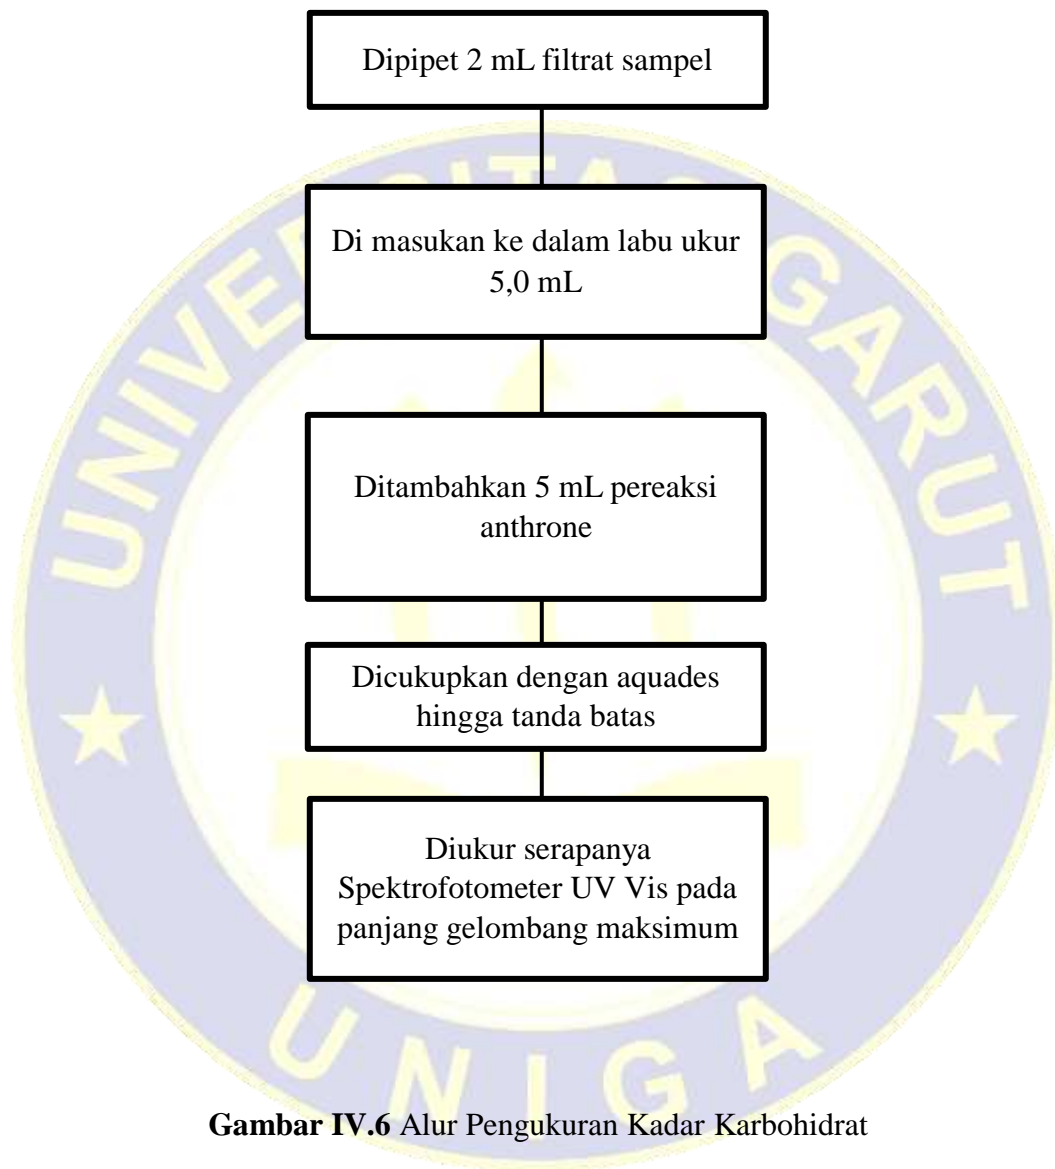 Dipipet 2 mL filtrat sampel
Di masukan ke dalam labu ukur
5,0 mL
Ditambahkan 5 mL pereaksi
anthrone
Dicukupkan dengan aquades
hingga tanda batas
Diukur serapanya
Spektrofotometer UV Vis pada
panjang gelombang maksimum
UNIGA
Gambar IV.6 Alur Pengukuran Kadar Karbohidrat